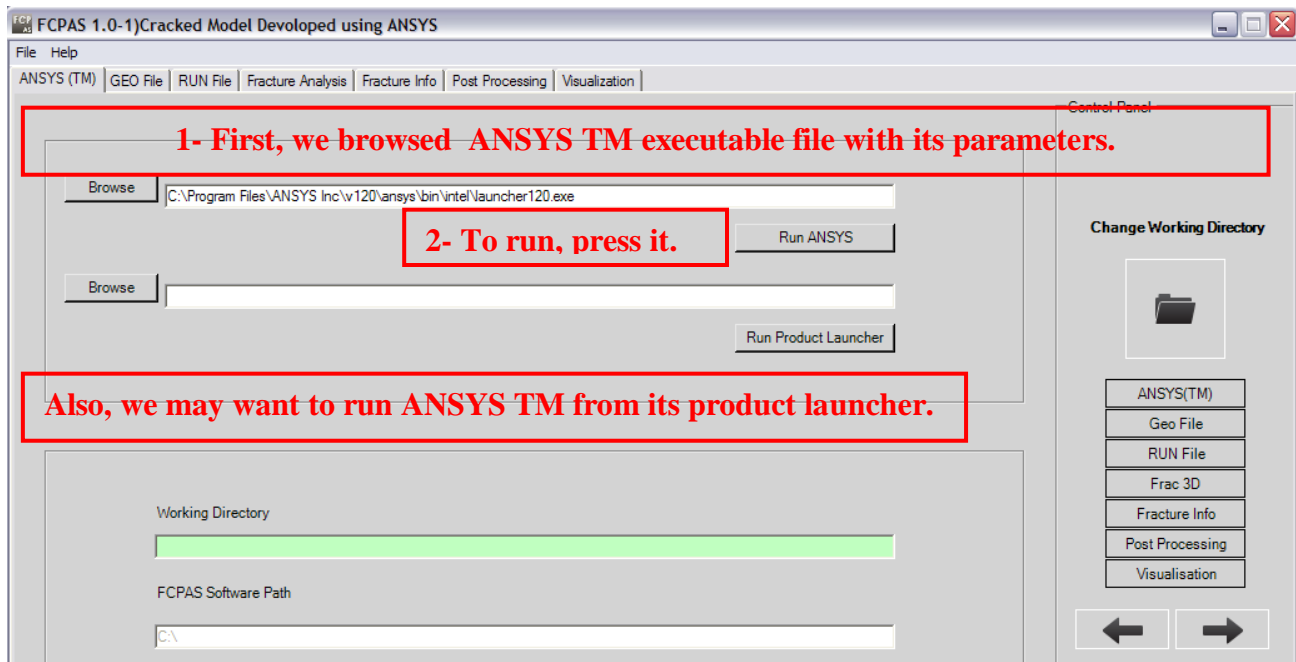 FCP AS FCPAS 1.0-1)Cracked Model Devoloped using ANSYS
File Help
ANSYS (TM) GEO File RUN File Fracture Analysis Fracture Info Post Processing Visualization
Control Panel
1- First, we browsed ANSYS TM executable file with its parameters.
Browse C:\Program Files\ANSYS Inc\v120\ansys\bin\intel\launcher120.exe
2- To run, press it.
Run ANSYS
Change Working Directory
Browse
Run Product Launcher
Also, we may want to run ANSYS TM from its product launcher.
ANSYS(TM)
Geo File
RUN File
Frac 3D
Fracture Info
Post Processing
Visualisation
Working Directory
FCPAS Software Path
C:\